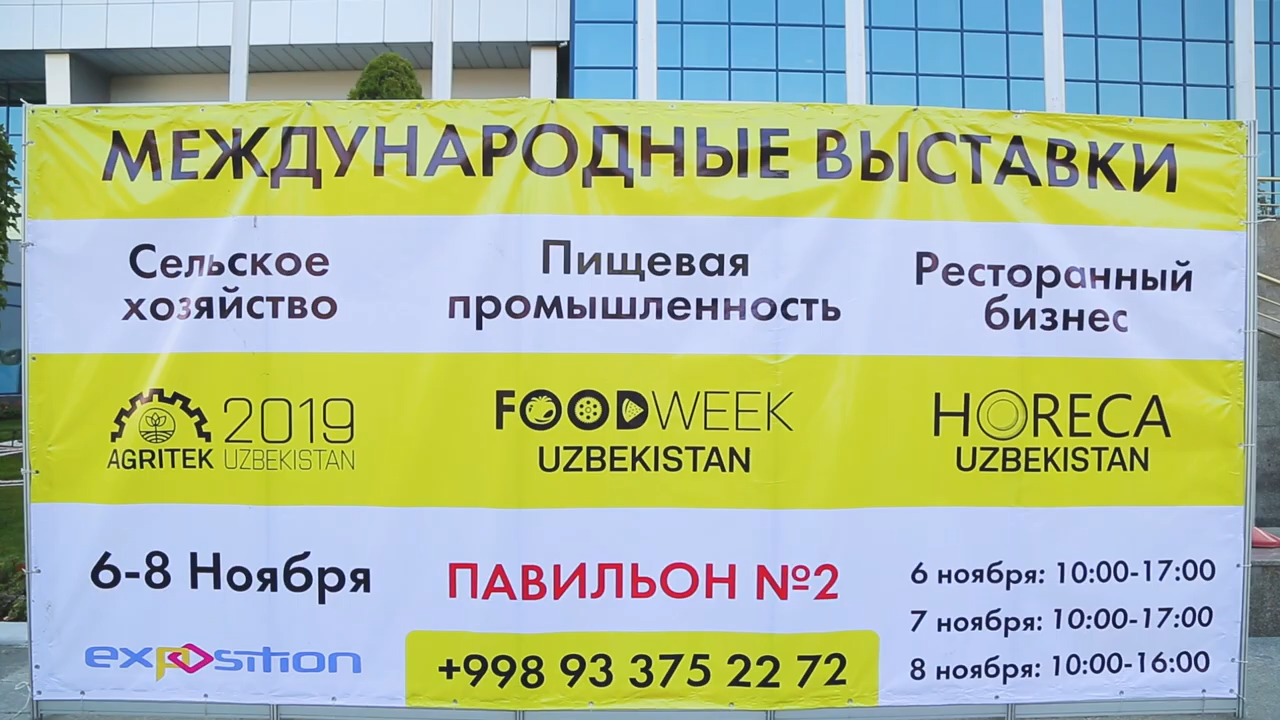 МЕЖДУНАРОДНЫЕ ВЫСТАВКИ
Сельское
хозяйство
Пищевая
промышленность
Ресторанный
бизнес
AGRITEK 2019
UZBEKISTAN
FOODWEEK
UZBEKISTAN
HORECA
UZBEKISTAN
6-8 Ноября
exposition
ПАВИЛЬОН №2
+998 93 375 22 72
6 ноября: 10:00-17:00
7 ноября: 10:00-17:00
8 ноября: 10:00-16:00